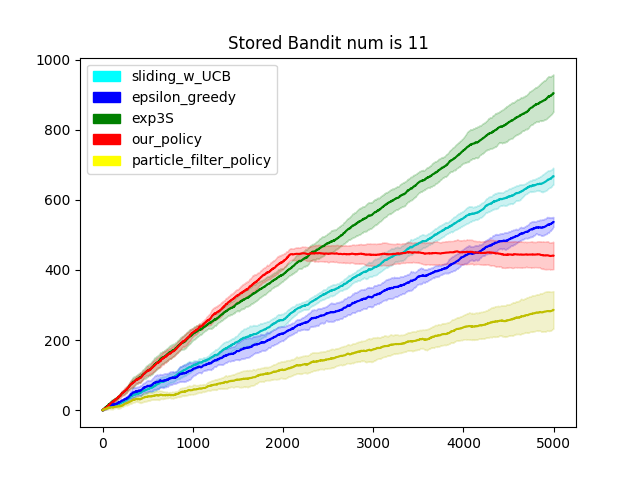 Stored Bandit num is 11
1000
800
600
400
200
0
sliding_w_UCB
epsilon_greedy
exp3S
our_policy
particle_filter_policy
0 1000 2000 3000 4000 5000